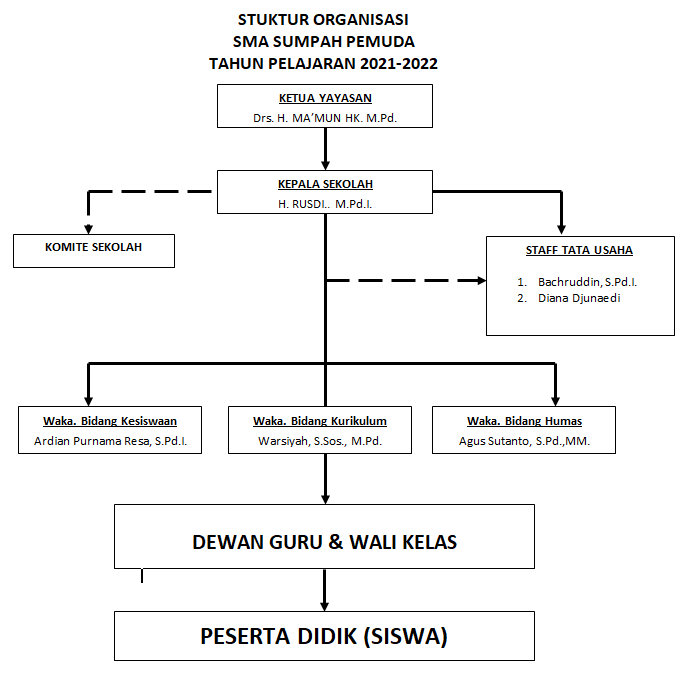 STUKTUR ORGANISASI
SMA SUMPAH PEMUDA
TAHUN PELAJARAN 2021-2022
KETUA YAYASAN
Drs. H. MA’MUN HK. M.Pd.
KEPALA SEKOLAH
H. RUSDI.. M.Pd.I.
KOMITE SEKOLAH
STAFF TATA USAHA
1. Bachruddin, S.Pd.I.
2. Diana Djunaedi
Waka. Bidang Kesiswaan
Ardian Purnama Resa, S.Pd.I.
Waka. Bidang Kurikulum
Warsiyah, S.Sos., M.Pd.
Waka. Bidang Humas
Agus Sutanto, S.Pd.,MM.
DEWAN GURU & WALI KELAS
PESERTA DIDIK (SISWA)